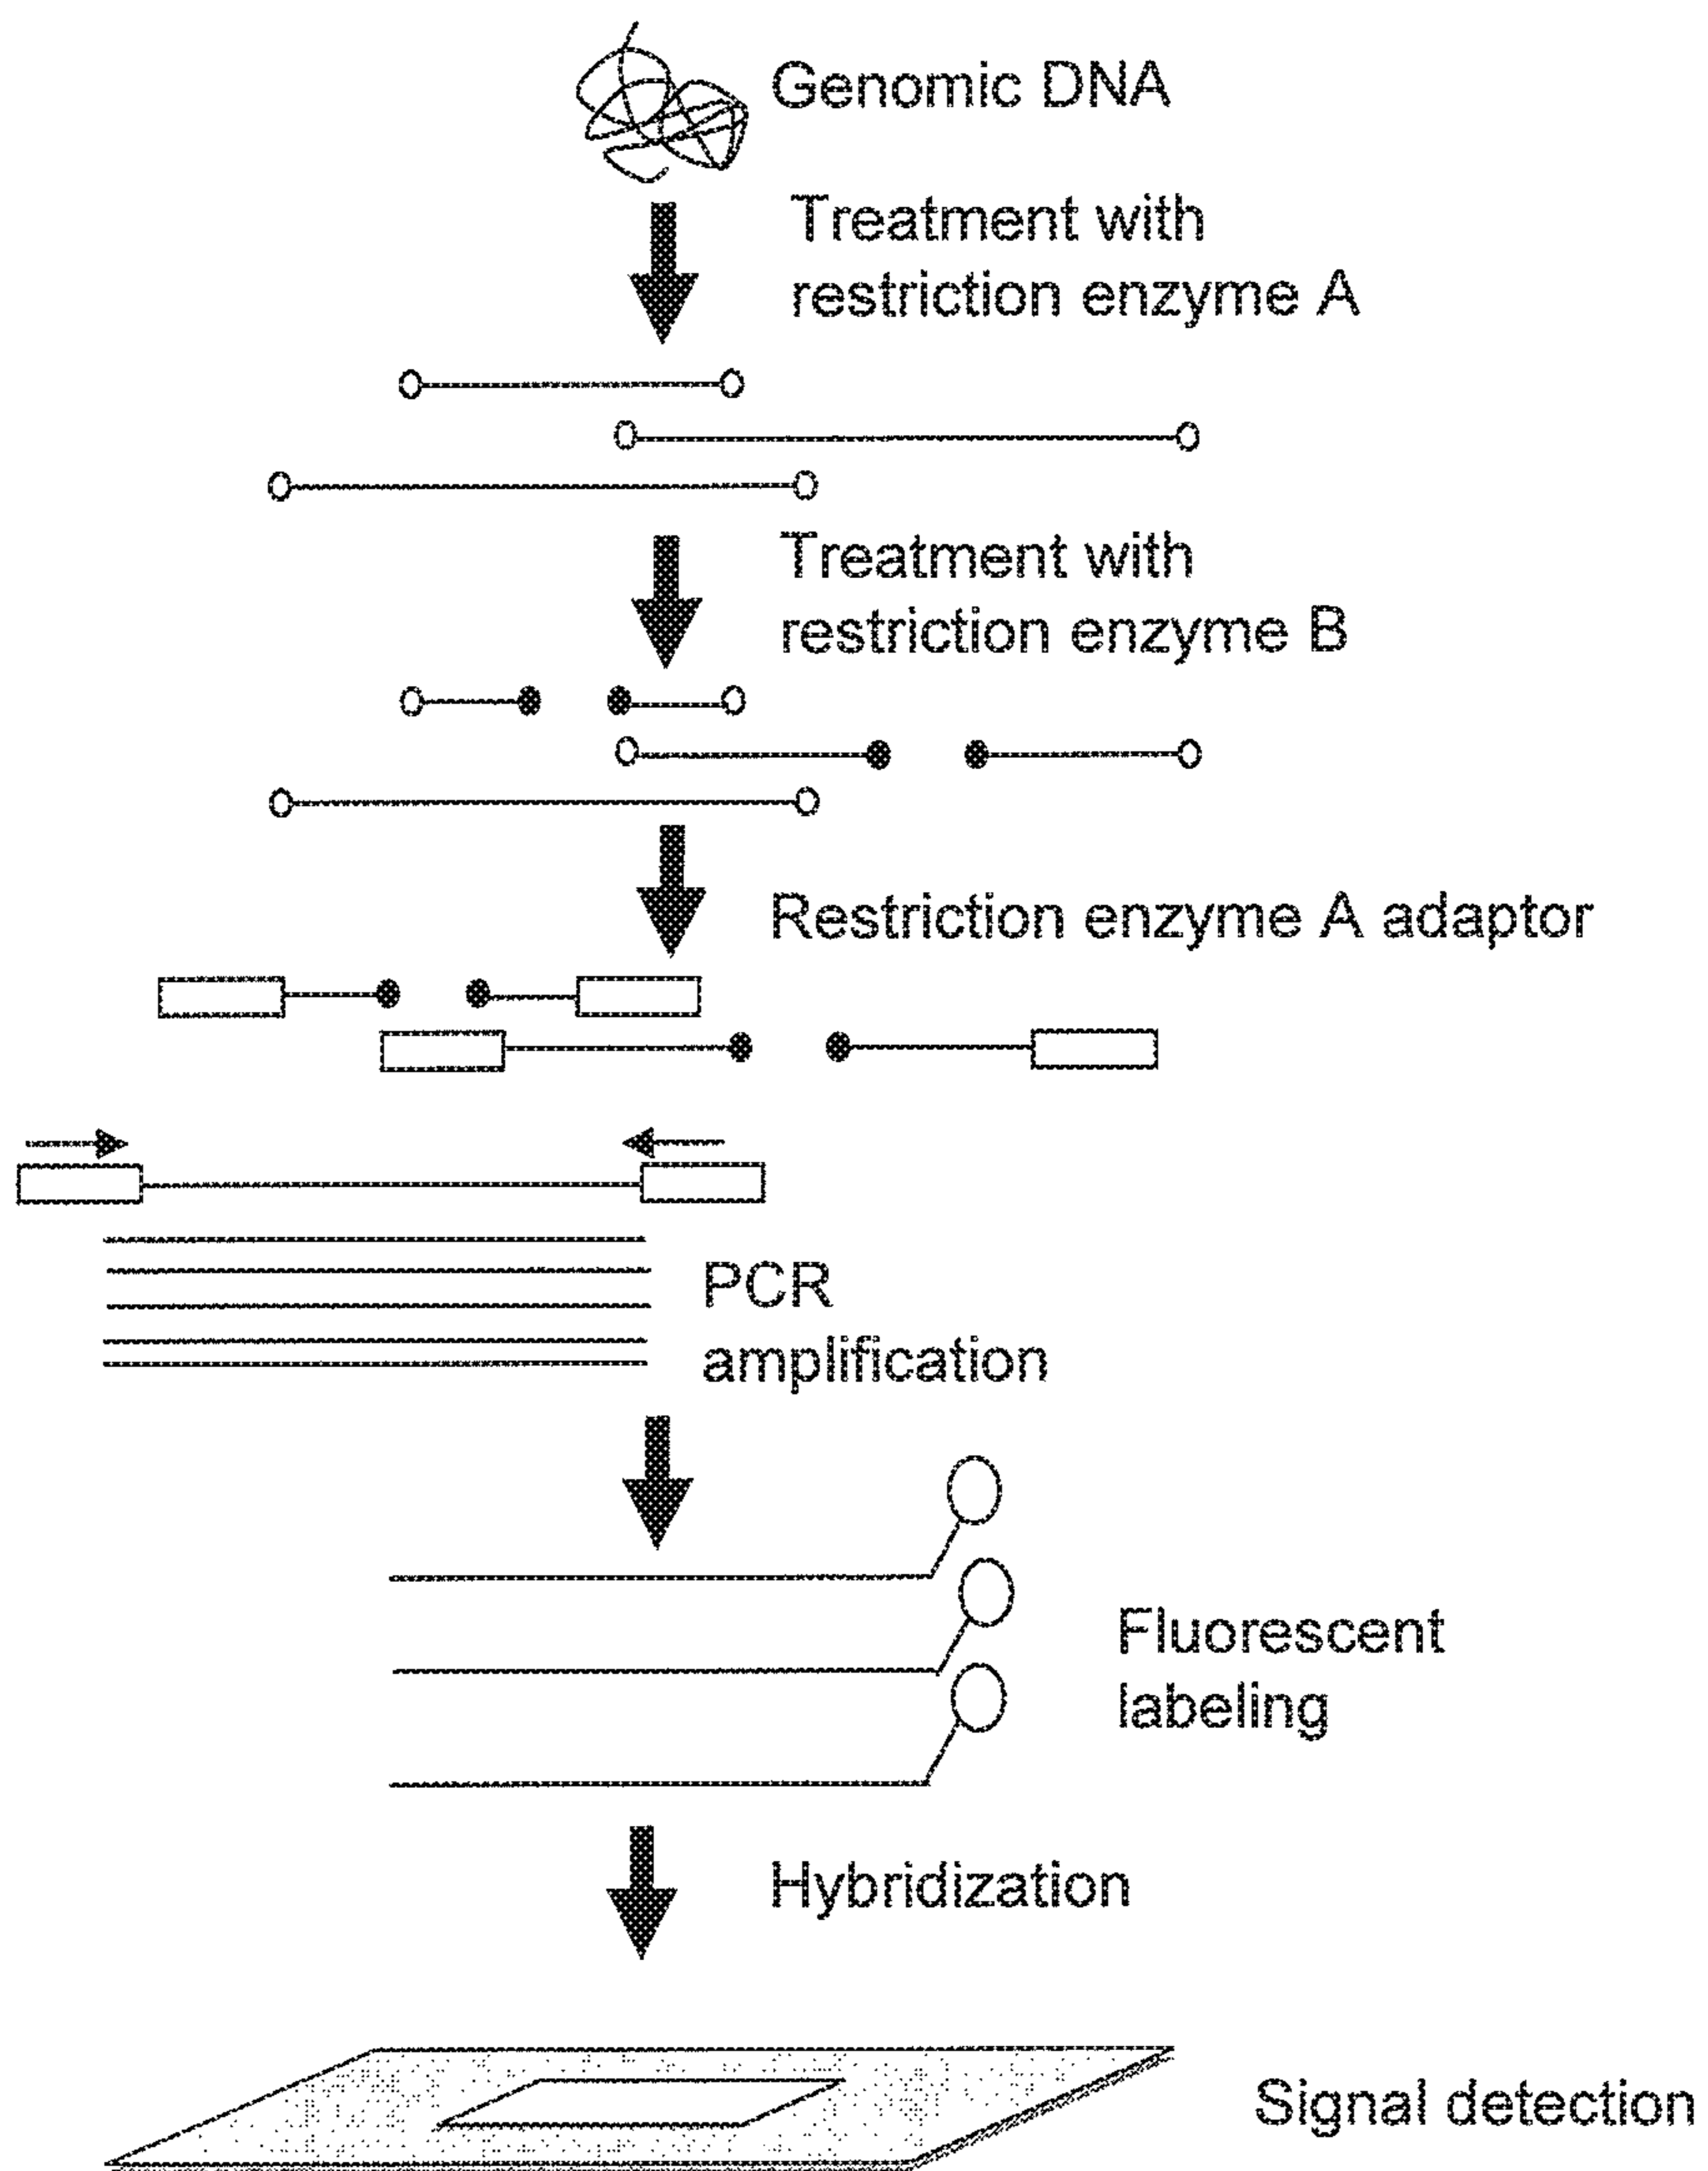 Genomic DNA
Treatment with
restriction enzyme A
Treatment with
restriction enzyme B
Restriction enzyme A adaptor
PCR
amplification
Fluorescent
labeling
Hybridization
Signal detection